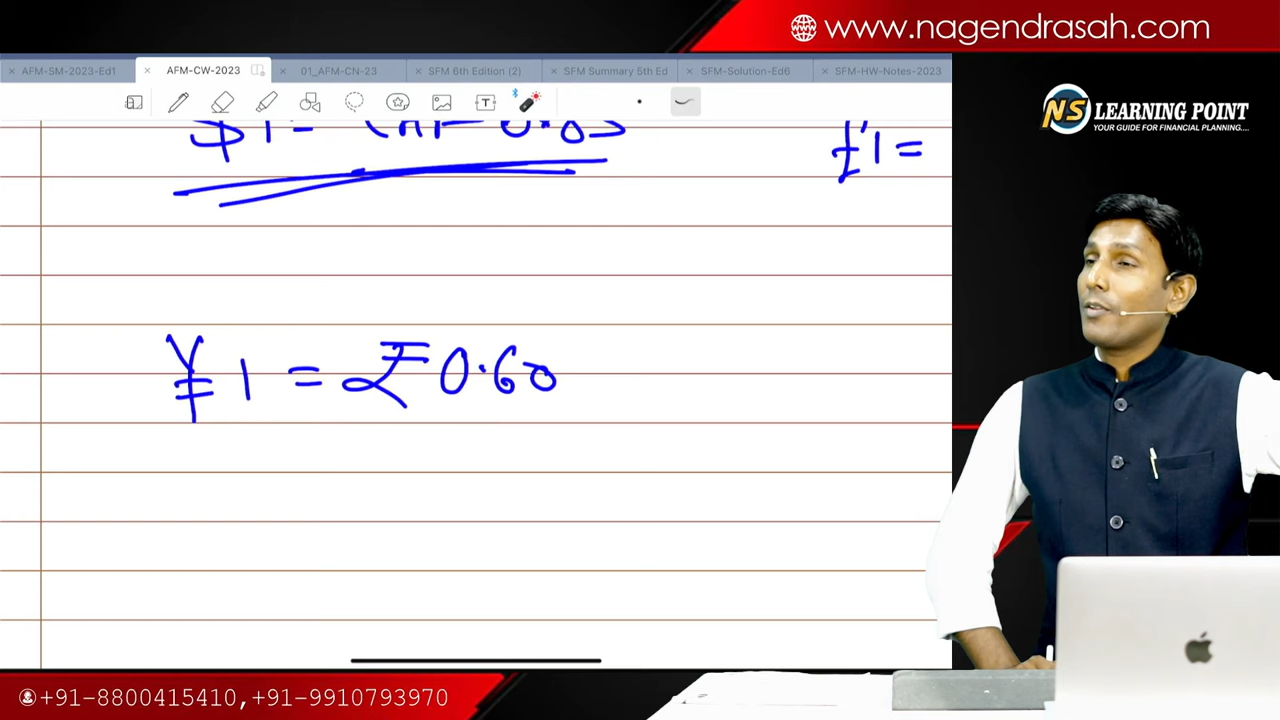 www.nagendrasah.com
AFM-SM-2023-Ed1
AFM-CW-2023
01_AFM-CN-23
SFM 6th Edition (2)
SFM Summary 5th Ed
SFM-Solution-Ed6
SFM-HW-Notes-2023
T
NS LEARNING POINT
YOUR GUIDE FOR FINANCIAL PLANNING....
$1 =
£1 =
¥1 = ₹0.60
+91-8800415410,+91-9910793970